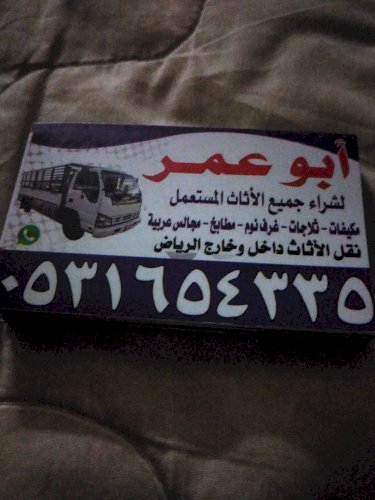 أبو عمر
لشراء جميع الأثاث المستعمل
مكيفات - ثلاجات - غرف نوم - مطابخ - مجالس عربية
نقل الأثاث داخل وخارج الرياض
٠٥٣١٦٥٤٣٣٥